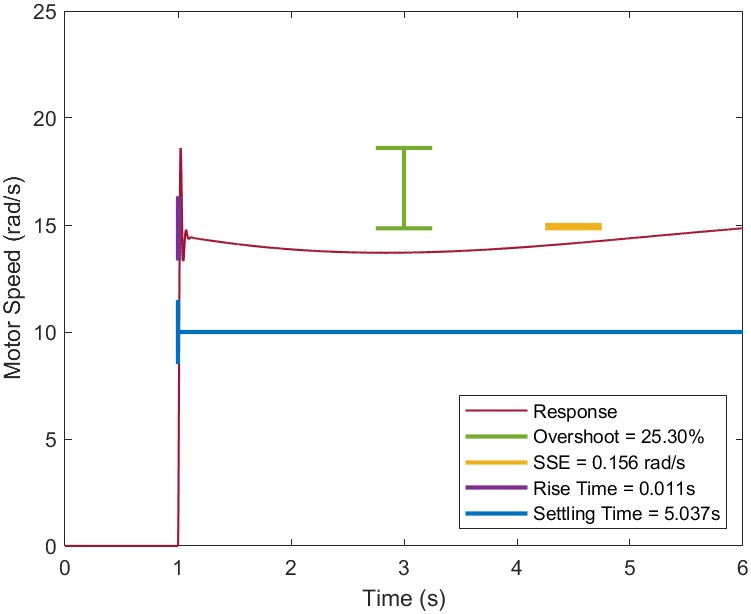 25
20
15
10
5
0
Motor Speed (rad/s)
Response
Overshoot = 25.30%
SSE = 0.156 rad/s
Rise Time = 0.011s
Settling Time = 5.037s
0 1 2 3 4 5 6
Time (s)